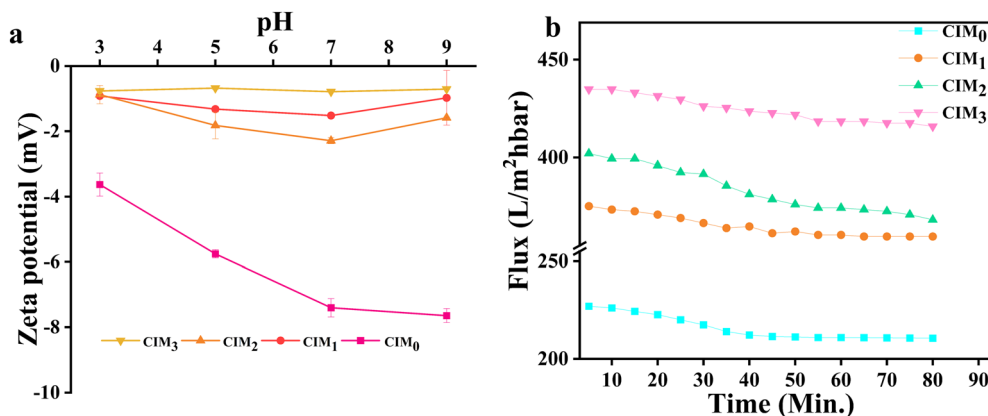 a
pH
3 4 5 6 7 8 9
0
-2
-4
-6
-8
-10
Zeta potential (mV)
CIM₃ CIM₂ CIM₁ CIM₀
b
450
400
250
200
Flux (L/m²hbar)
CIM₀
CIM₁
CIM₂
CIM₃
10 20 30 40 50 60 70 80 90
Time (Min.)